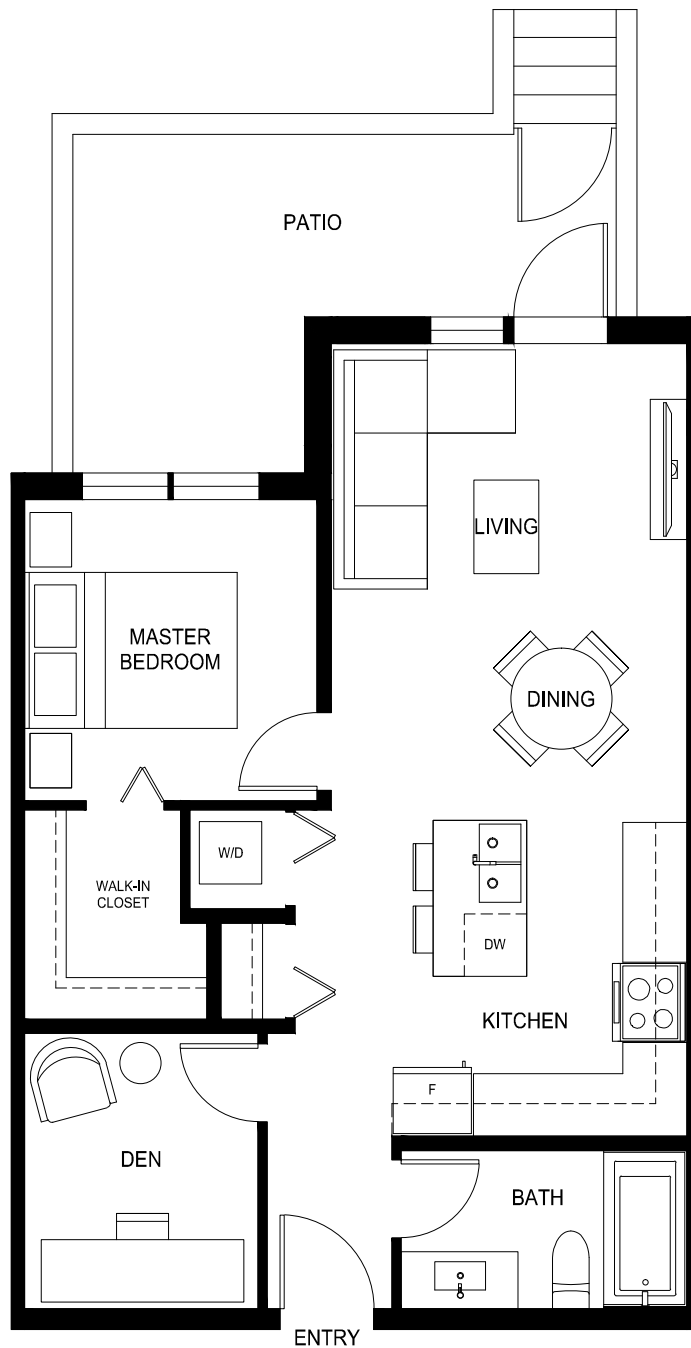 PATIO
LIVING
MASTER
BEDROOM
DINING
W/D
WALK-IN
CLOSET
DW
KITCHEN
F
DEN
BATH
ENTRY